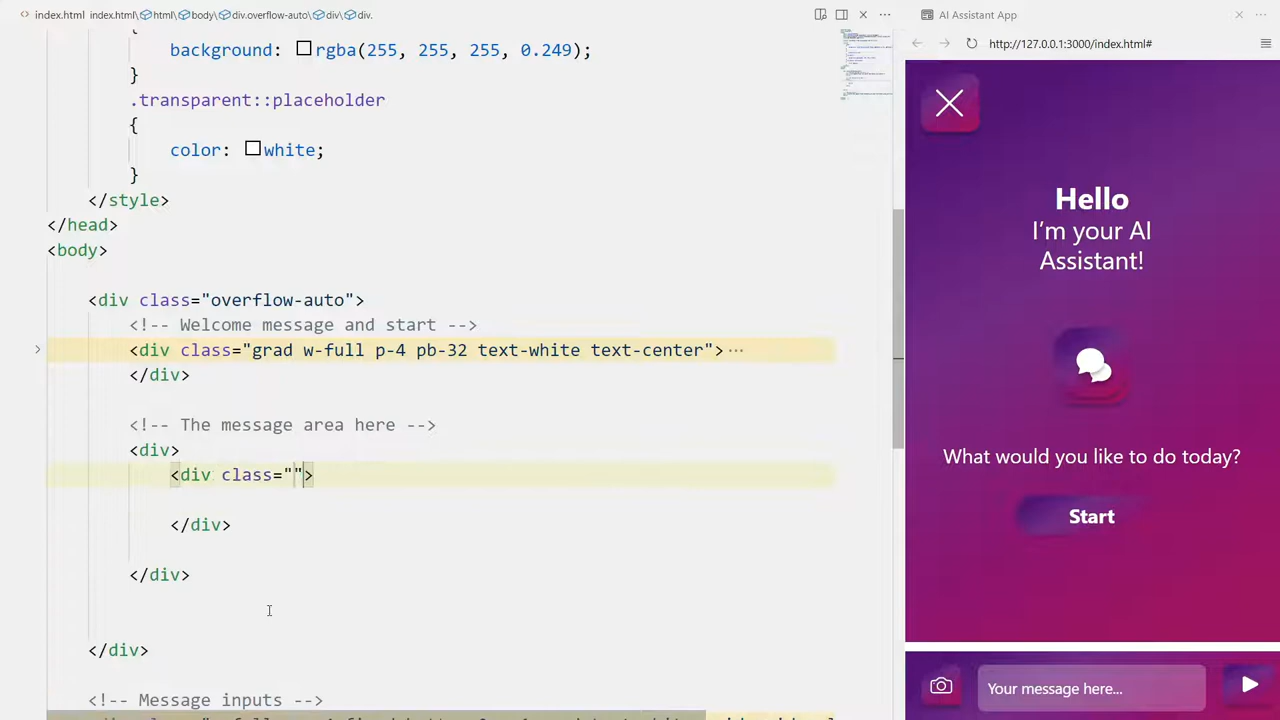 index.html index.html\ html\ body\ div.overflow-auto\ div\ div.
{
background: rgba(255, 255, 255, 0.249);
}
.transparent::placeholder
{
color: white;
}
</style>
</head>
<body>
<div class="overflow-auto">
<!-- Welcome message and start -->
<div class="grad w-full p-4 pb-32 text-white text-center">
</div>
<!-- The message area here -->
<div>
<div class="">
</div>
</div>
</div>
<!-- Message inputs -->
AI Assistant App
http:'127.0.0.1:3000/index.html#
Hello
I'm your AI
Assistant!
What would you like to do today?
Start
Your message here...